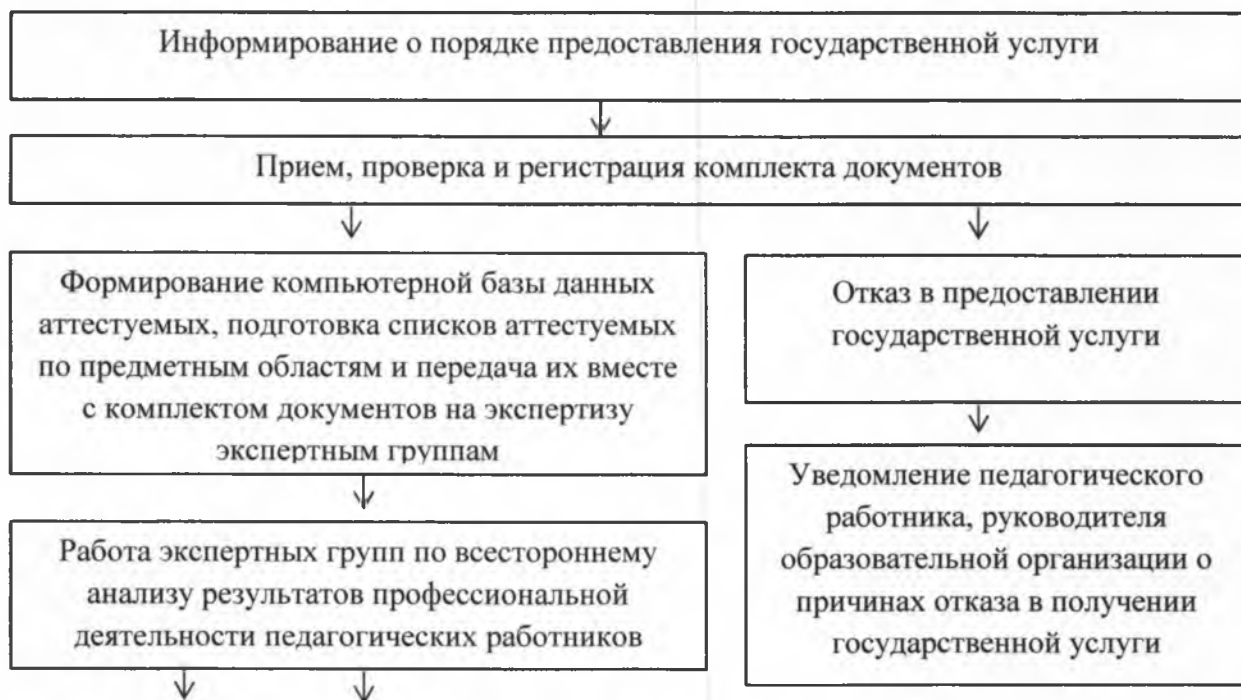 Информирование о порядке предоставления государственной услуги
Прием, проверка и регистрация комплекта документов
Формирование компьютерной базы данных
аттестуемых, подготовка списков аттестуемых
по предметным областям и передача их вместе
с комплектом документов на экспертизу
экспертным группам
Отказ в предоставлении
государственной услуги
Работа экспертных групп по всестороннему
анализу результатов профессиональной
деятельности педагогических работников
Уведомление педагогического
работника, руководителя
образовательной организации о
причинах отказа в получении
государственной услуги